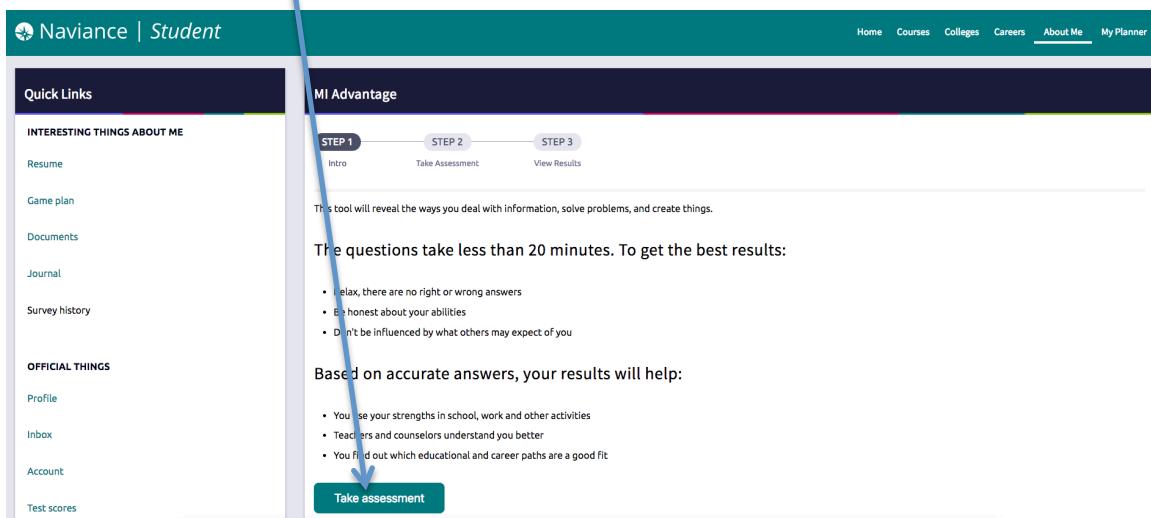 Naviance | Student
Home Courses Colleges Careers About Me My Planner
Quick Links
INTERESTING THINGS ABOUT ME
Resume
Game plan
Documents
Journal
Survey history
OFFICIAL THINGS
Profile
Inbox
Account
Test scores
MI Advantage
STEP 1 STEP 2 STEP 3
Intro Take Assessment View Results
This tool will reveal the ways you deal with information, solve problems, and create things.
The questions take less than 20 minutes. To get the best results:
• Relax, there are no right or wrong answers
• Be honest about your abilities
• Don't be influenced by what others may expect of you
Based on accurate answers, your results will help:
• You use your strengths in school, work and other activities
• Teachers and counselors understand you better
• You find out which educational and career paths are a good fit
Take assessment